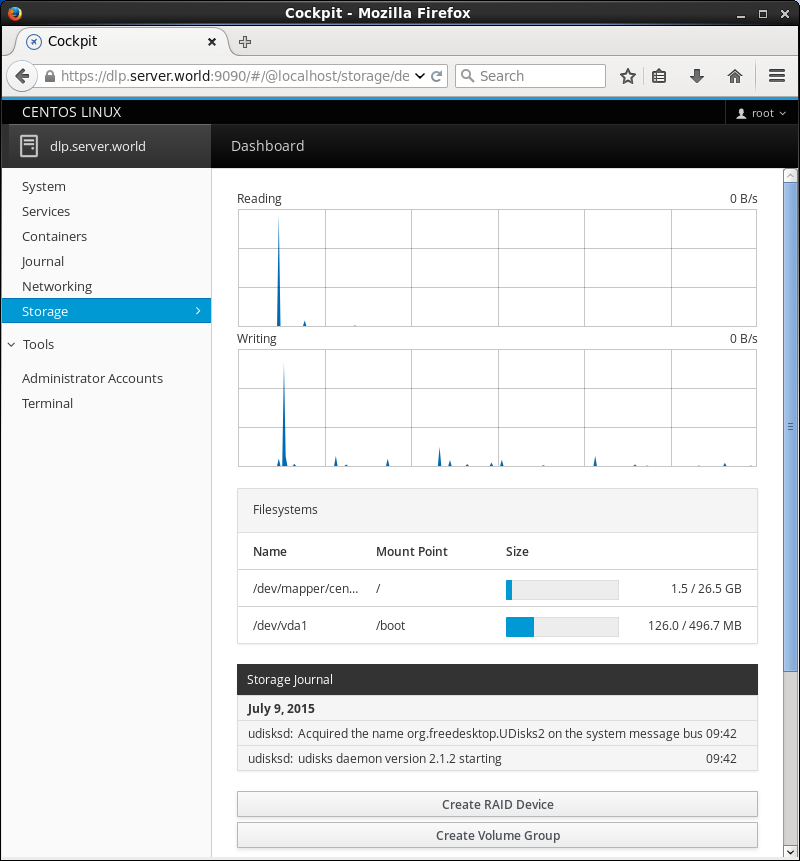 Cockpit - Mozilla Firefox
Cockpit
https://dlp.server.world:9090/#/@localhost/storage/de
Search
CENTOS LINUX
root
dlp.server.world
Dashboard
System
Services
Containers
Journal
Networking
Storage
Tools
Administrator Accounts
Terminal
Reading 0 B/s
Writing 0 B/s
Filesystems
Name Mount Point Size
/dev/mapper/cen... / 1.5 / 26.5 GB
/dev/vda1 /boot 126.0 / 496.7 MB
Storage Journal
July 9, 2015
udisksd: Acquired the name org.freedesktop.UDisks2 on the system message bus 09:42
udisksd: udisks daemon version 2.1.2 starting 09:42
Create RAID Device
Create Volume Group